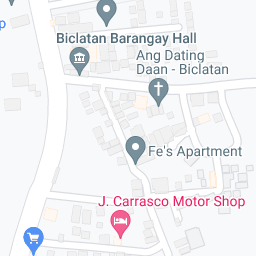 Biclatan Barangay Hall
Ang Dating
Daan - Biclatan
Fe's Apartment
J. Carrasco Motor Shop